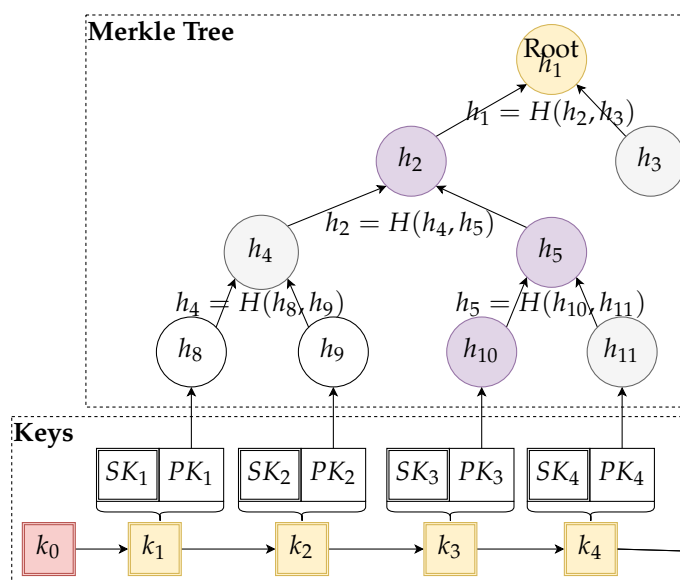 Merkle Tree
Root
h₁
h₁ = H(h₂, h₃)
h₂
h₃
h₂ = H(h₄, h₅)
h₄
h₅
h₄ = H(h₈, h₉)
h₅ = H(h₁₀, h₁₁)
h₈
h₉
h₁₀
h₁₁
Keys
SK₁ PK₁
SK₂ PK₂
SK₃ PK₃
SK₄ PK₄
k₀
k₁
k₂
k₃
k₄